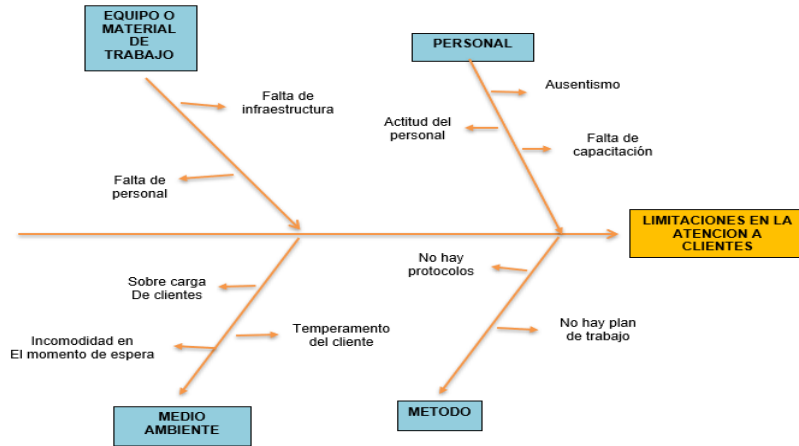 EQUIPO O
MATERIAL
DE
TRABAJO
PERSONAL
Falta de
infraestructura
Ausentismo
Actitud del
personal
Falta de
capacitación
Falta de
personal
LIMITACIONES EN LA
ATENCION A
CLIENTES
Sobre carga
De clientes
No hay
protocolos
Incomodidad en
El momento de espera
Temperamento
del cliente
No hay plan
de trabajo
MEDIO
AMBIENTE
METODO